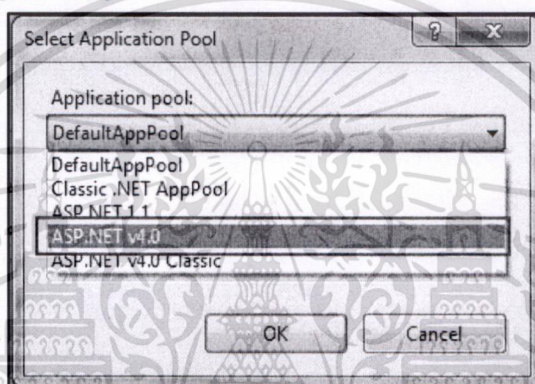 Select Application Pool
Application pool:
DefaultAppPool
DefaultAppPool
Classic .NET AppPool
ASP.NET 1.1
ASP.NET v4.0
ASP.NET v4.0 Classic
OK
Cancel